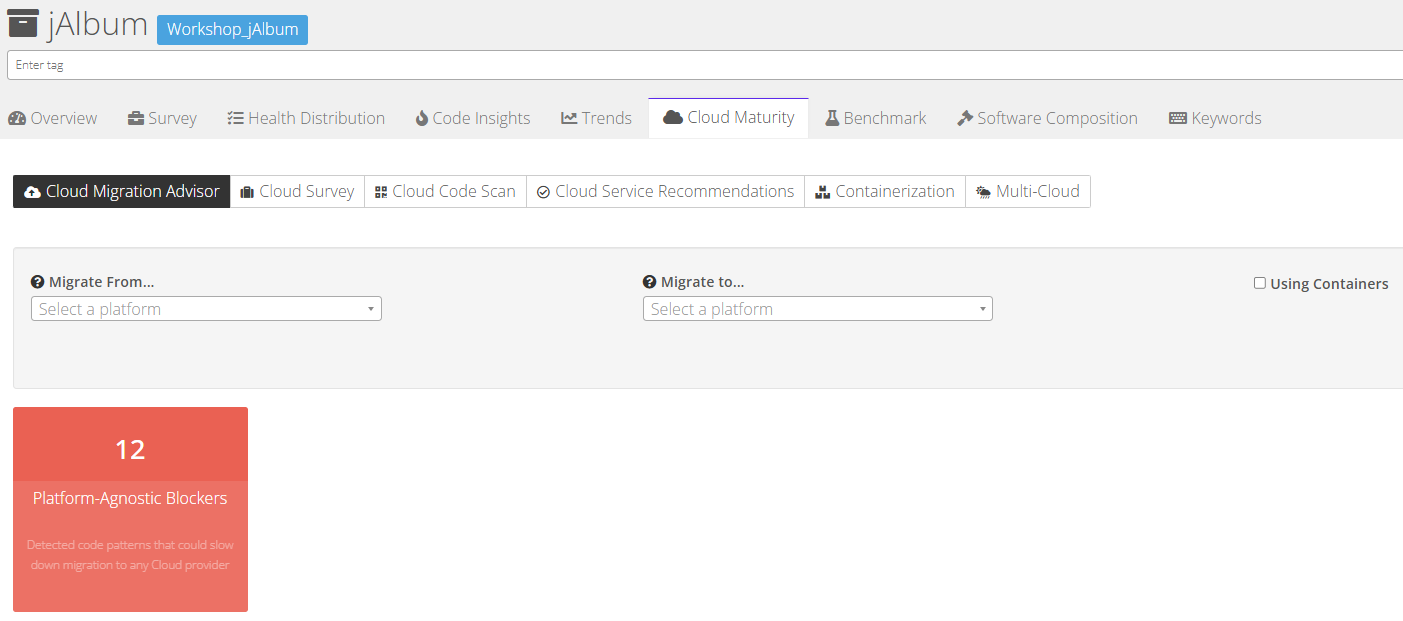 jAlbum Workshop_jAlbum
Enter tag
Overview Survey Health Distribution Code Insights Trends Cloud Maturity Benchmark Software Composition Keywords
Cloud Migration Advisor Cloud Survey Cloud Code Scan Cloud Service Recommendations Containerization Multi-Cloud
Migrate From... Migrate to... Using Containers
Select a platform Select a platform
12
Platform-Agnostic Blockers
Detected code patterns that could slow
down migration to any Cloud provider